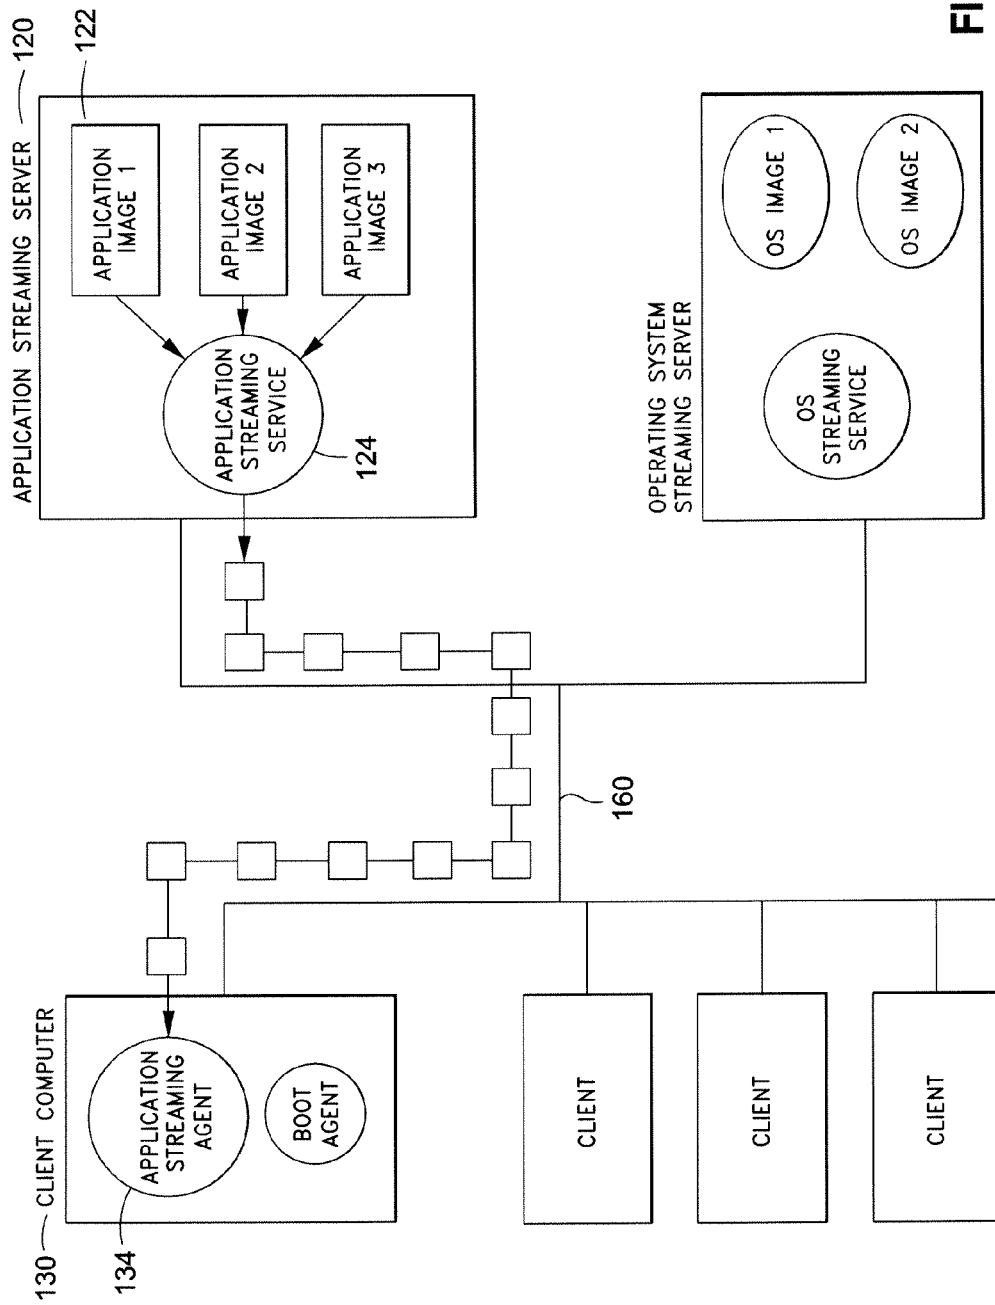 130
CLIENT COMPUTER
134
APPLICATION
STREAMING
AGENT
BOOT
AGENT
APPLICATION STREAMING SERVER
120
122
APPLICATION
IMAGE 1
APPLICATION
IMAGE 2
APPLICATION
IMAGE 3
APPLICATION
STREAMING
SERVICE
124
160
CLIENT
CLIENT
CLIENT
OPERATING SYSTEM
STREAMING SERVER
OS
STREAMING
SERVICE
OS IMAGE 1
OS IMAGE 2
FI